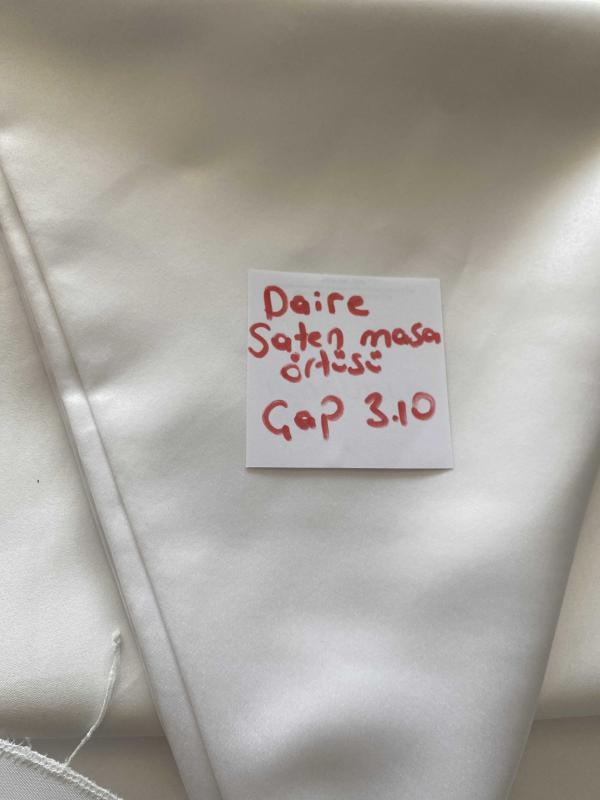 Daire
Saten masa
örtüsü
Çap 3.10